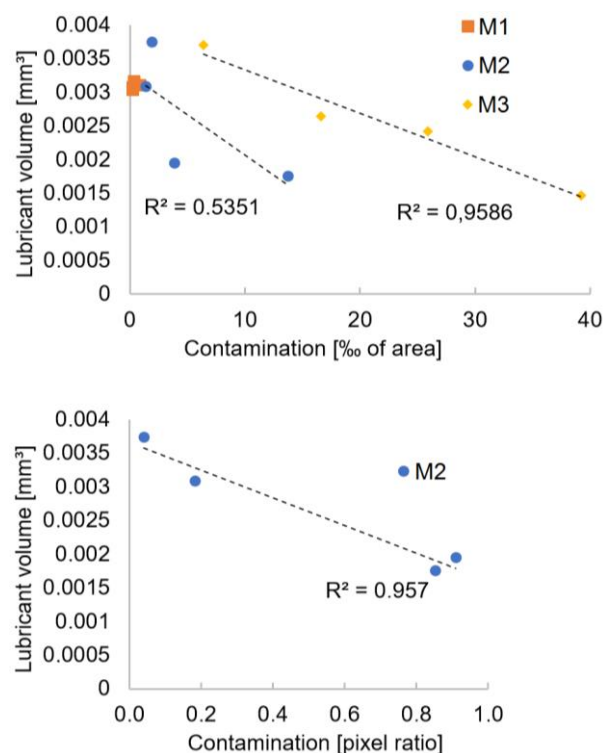 Lubricant volume [mm³]
0.004
0.0035
0.003
0.0025
0.002
0.0015
0.001
0.0005
0
M1
M2
M3
R² = 0.5351
R² = 0,9586
0 10 20 30 40
Contamination [‰ of area]
Lubricant volume [mm³]
0.004
0.0035
0.003
0.0025
0.002
0.0015
0.001
0.0005
0
M2
R² = 0.957
0.0 0.2 0.4 0.6 0.8 1.0
Contamination [pixel ratio]